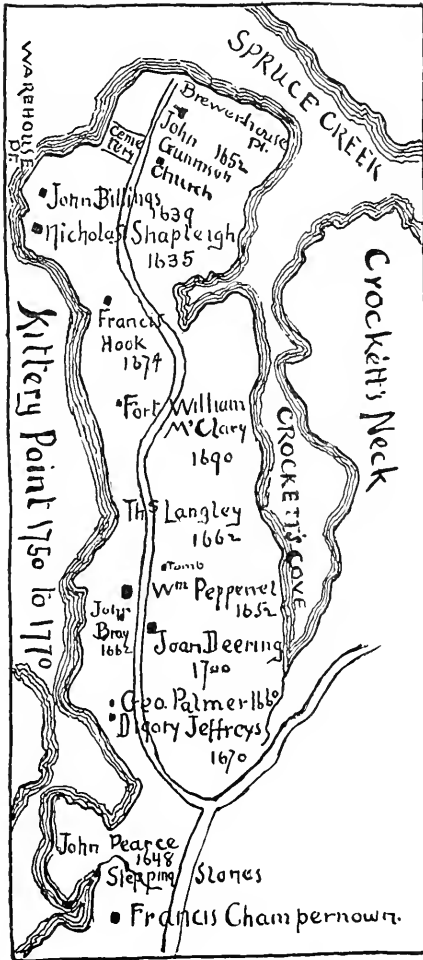 WAREHOUSE
Pt.
SPRUCE CREEK
Brewerhouse
Pt.
Ceme
tery
John 1652
Gunnison
Church
John Billings
1639
Nicholas Shapleigh
1635
Crockett's Neck
Kittery Point 1750 to 1770
Francis
Hook
1674
Fort William
M'Clary
1690
CROCKETT'S COVE
Thos Langley
1662
Tomb
Wm Pepperrel
1652
John
Bray
1662
Joan Deering
1700
Geo. Palmer 1660
Digory Jeffreys
1670
John Pearce
1648
Stepping Stones
Francis Champernown.